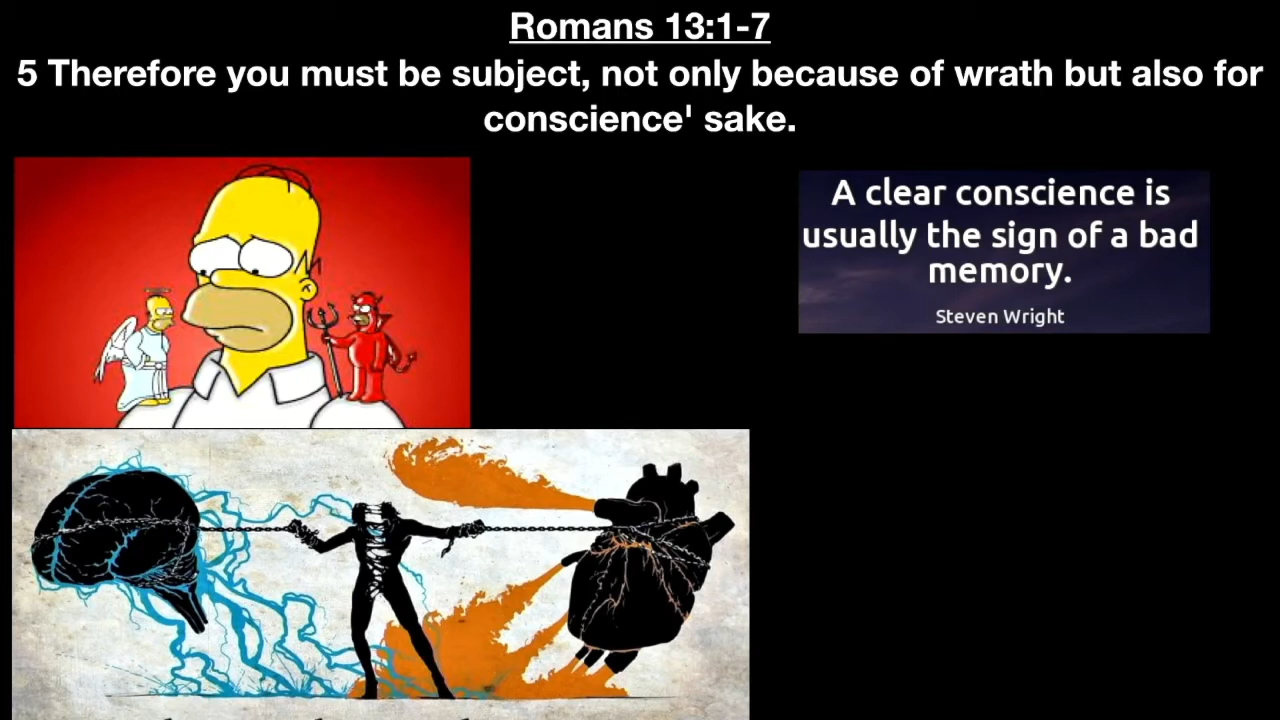 Romans 13:1-7
5 Therefore you must be subject, not only because of wrath but also for
conscience' sake.
A clear conscience is
usually the sign of a bad
memory.
Steven Wright